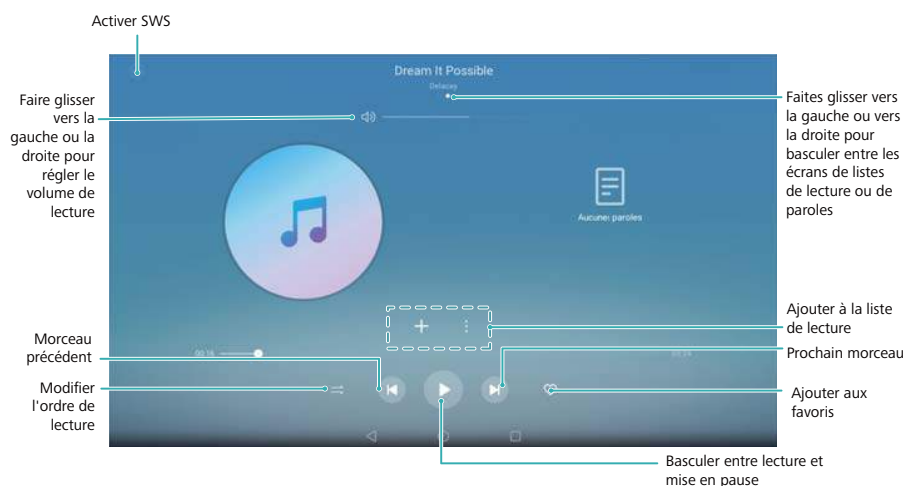 Activer SWS
Dream It Possible
Delacey
Faire glisser
vers la
gauche ou la
droite pour
régler le
volume de
lecture
Faites glisser vers
la gauche ou vers
la droite pour
basculer entre les
écrans de listes
de lecture ou de
paroles
Aucunei paroles
Ajouter à la liste
de lecture
Morceau
précédent
00:16
Prochain morceau
Modifier
l'ordre de
lecture
Ajouter aux
favoris
Basculer entre lecture et
mise en pause